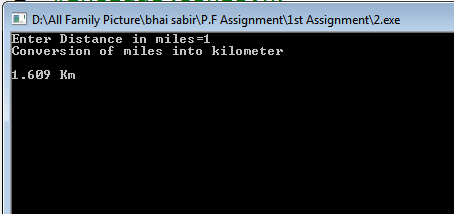 D:\All Family Picture\bhai sabir\P.F Assignment\1st Assignment\2.exe
Enter Distance in miles=1
Conversion of miles into kilometer
1.609 Km